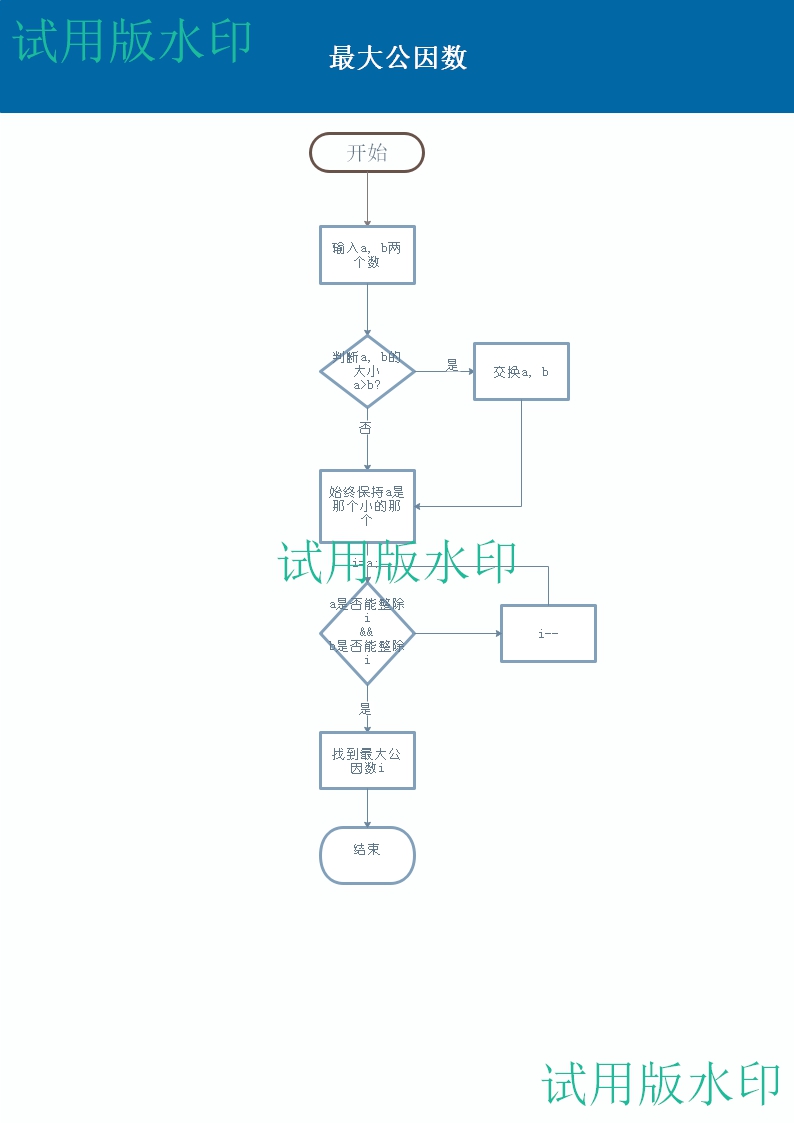 试用版水印
最大公因数
开始
输入a, b两
个数
判断a, b的
大小
a>b?
是
交换a, b
否
始终保持a是
那个小的那
个
试用版水印
i=a;
a是否能整除
i
&&
b是否能整除
i
i--
是
找到最大公
因数i
结束
试用版水印